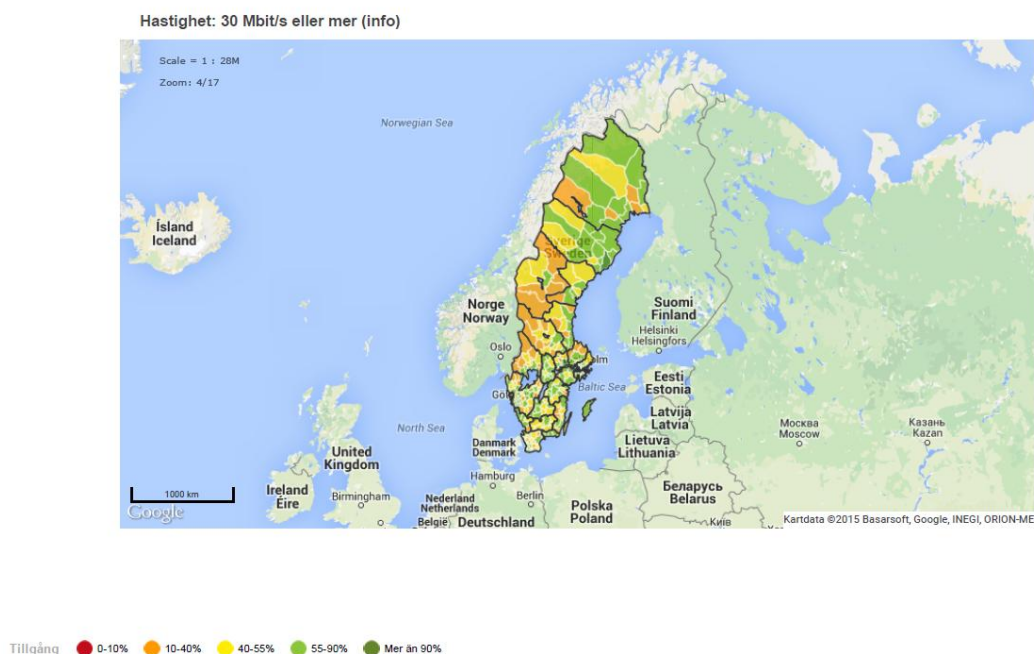 Hastighet: 30 Mbit/s eller mer (info)
Scale = 1 : 28M
Zoom: 4/17
Norwegian Sea
Ísland
Iceland
Sverige
Sweden
Norge
Norway
Suomi
Finland
Helsinki
Helsingfors
Oslo
Eesti
Estonia
Baltic Sea
Latvija
Latvia
Москва
Moscow
Казань
Kazan
North Sea
Danmark
Denmark
Lietuva
Lithuania
United
Kingdom
Hamburg
Беларусь
Belarus
1000 km
Ireland
Éire
Birmingham
Nederland
Netherlands
Berlin
Polska
Poland
Google
België
Deutschland
Київ
Kartdata ©2015 Basarsoft, Google, INEGI, ORION-ME
Tillgång 0-10% 10-40% 40-55% 55-90% Mer än 90%